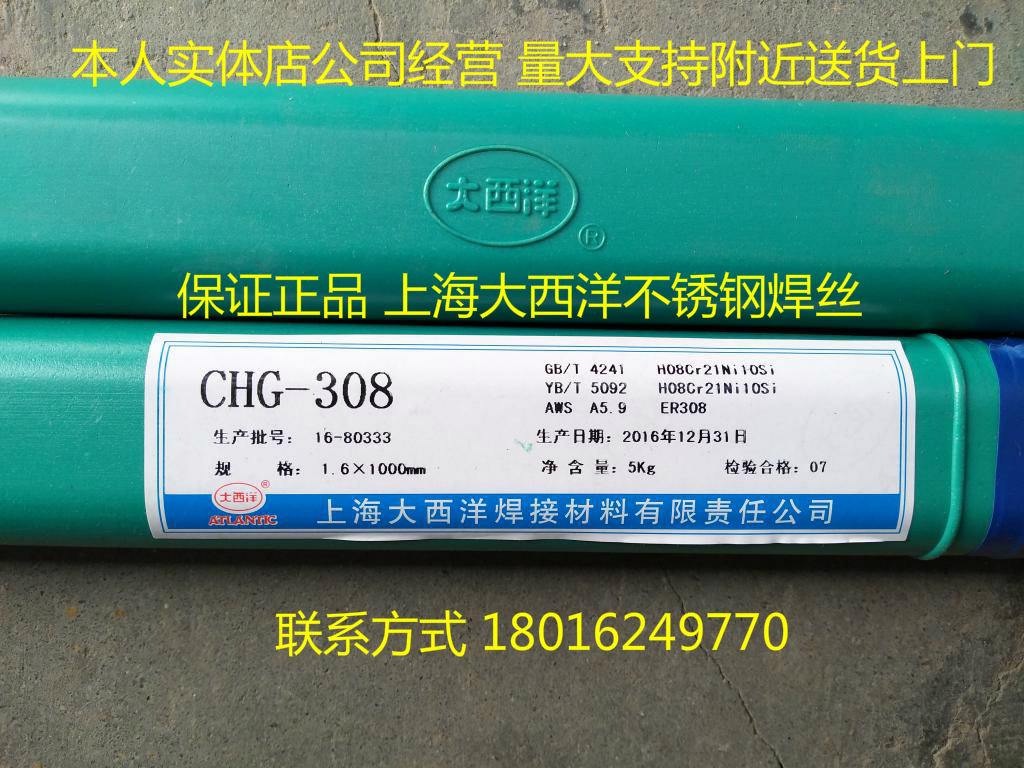 本人实体店公司经营 量大支持附近送货上门
大西洋
®
保证正品 上海大西洋不锈钢焊丝
CHG-308
GB/T 4241 H08Cr21Ni10Si
YB/T 5092 H08Cr21Ni10Si
AWS A5.9 ER308
生产批号: 16-80333 生产日期: 2016年12月31日
规 格: 1.6×1000mm 净 含 量: 5Kg 检验合格: 07
大西洋®
ATLANTIC
上海大西洋焊接材料有限责任公司
联系方式 18016249770